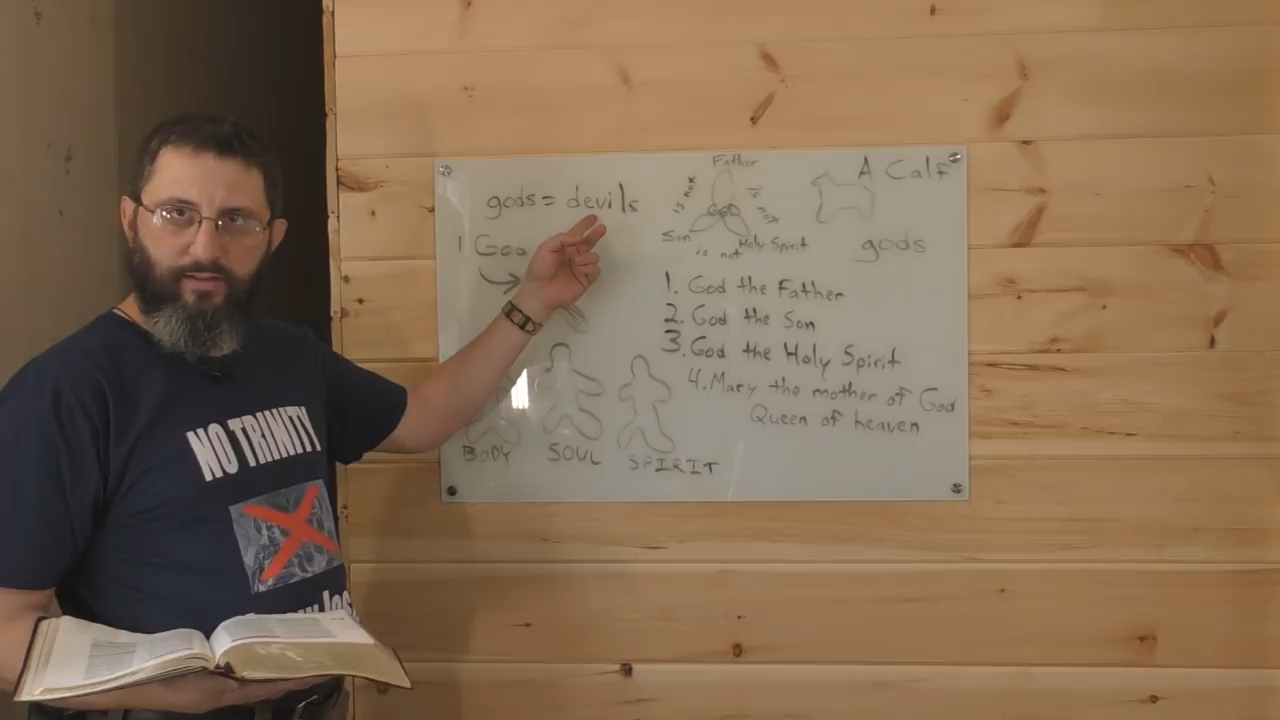 NO TRINITY
gods = devils
1 God
BODY SOUL SPIRIT
Father
is not
is not
Son
is not
Holy Spirit
A Calf
gods
1. God the Father
2. God the Son
3. God the Holy Spirit
4. Mary the mother of God
Queen of heaven